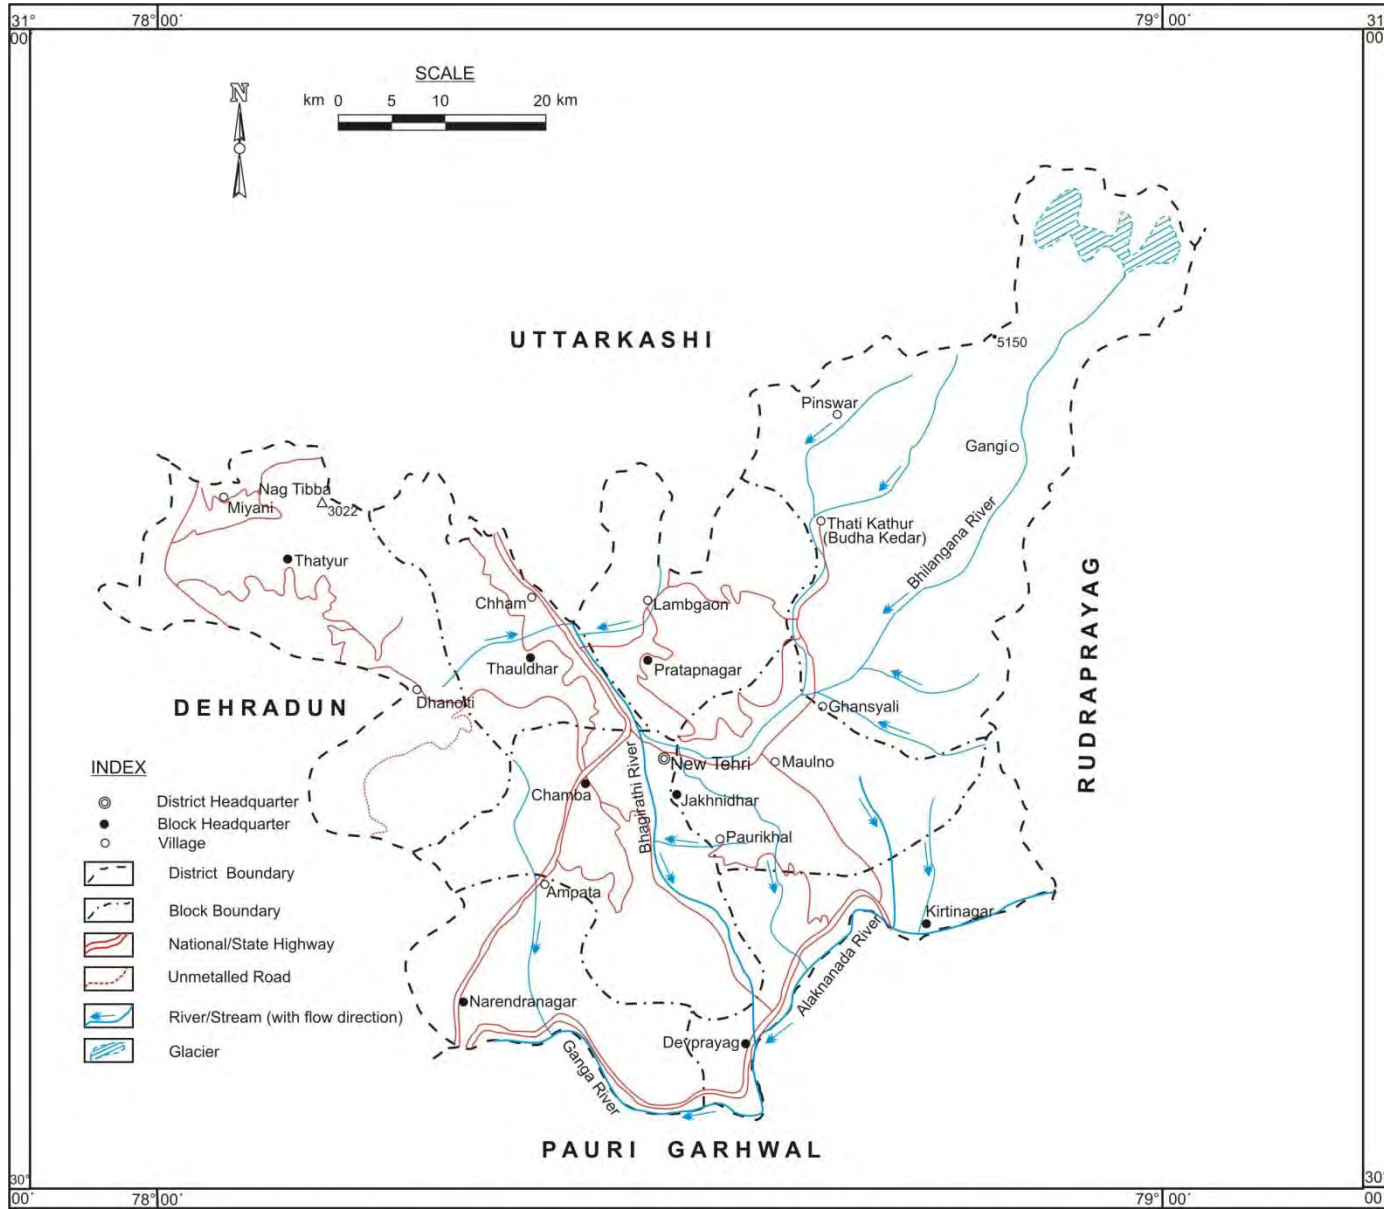 31°
00'
78° 00'
79° 00'
31°
00'
SCALE
km 0 5 10 20 km
N
UTTARKASHI
5150
Pinswar
Gangi
Nag Tibba
Miyani
3022
Thati Kathur
(Budha Kedar)
Bhilangana River
Thatyur
Chham
Lambgaon
RUDRAPRAYAG
Thauldhar
Pratapnagar
DEHRADUN
Dhanolti
Ghansyali
New Tehri
Maulno
Bhagirathi River
Chamba
Jakhnidhar
Paurikhal
INDEX
District Headquarter
Block Headquarter
Village
District Boundary
Block Boundary
National/State Highway
Unmetalled Road
River/Stream (with flow direction)
Glacier
Ampata
Kirtinagar
Alaknanada River
Narendranagar
Devprayag
Ganga River
PAURI GARHWAL
30°
00'
78° 00'
79° 00'
30°
00